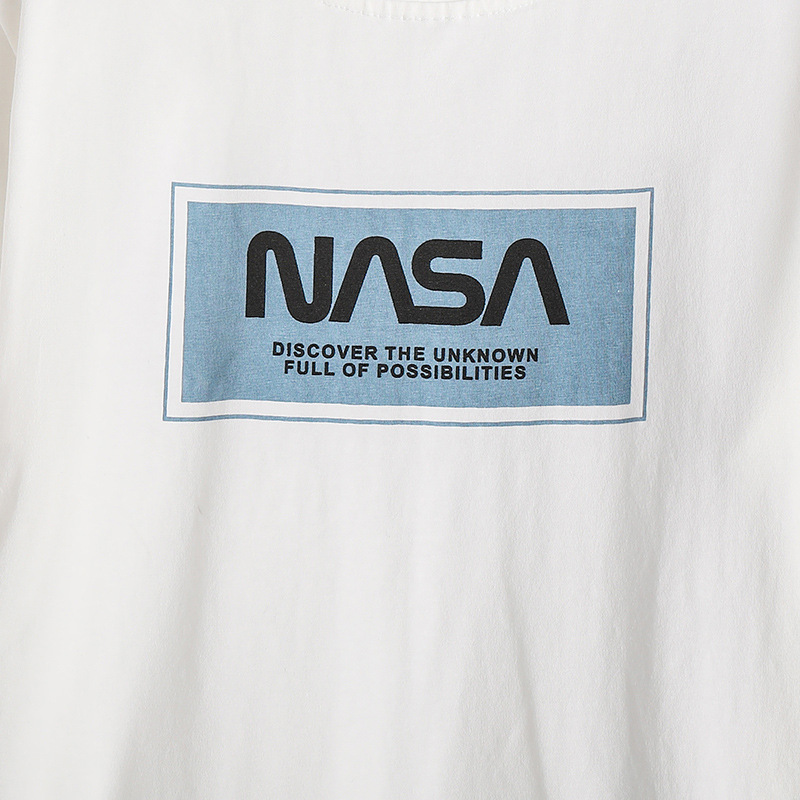 NASA
DISCOVER THE UNKNOWN
FULL OF POSSIBILITIES